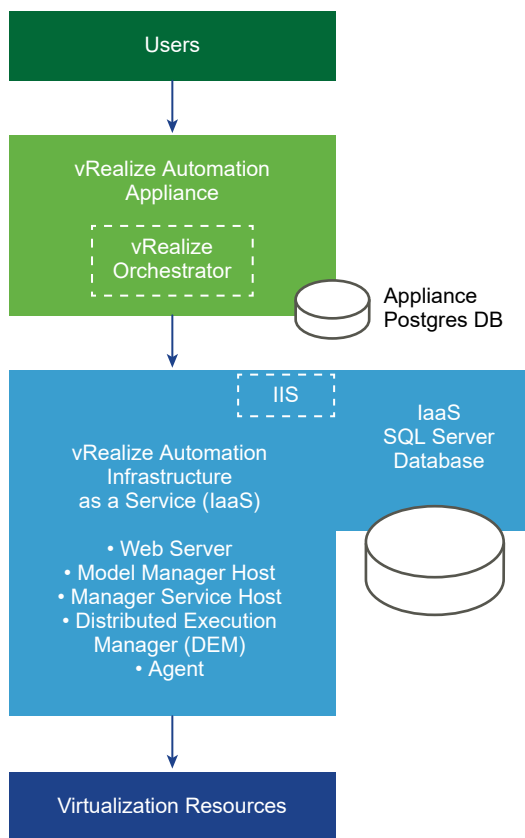 Users
vRealize Automation
Appliance
vRealize
Orchestrator
Appliance
Postgres DB
IIS
IaaS
SQL Server
Database
vRealize Automation
Infrastructure
as a Service (IaaS)
• Web Server
• Model Manager Host
• Manager Service Host
• Distributed Execution
Manager (DEM)
• Agent
Virtualization Resources